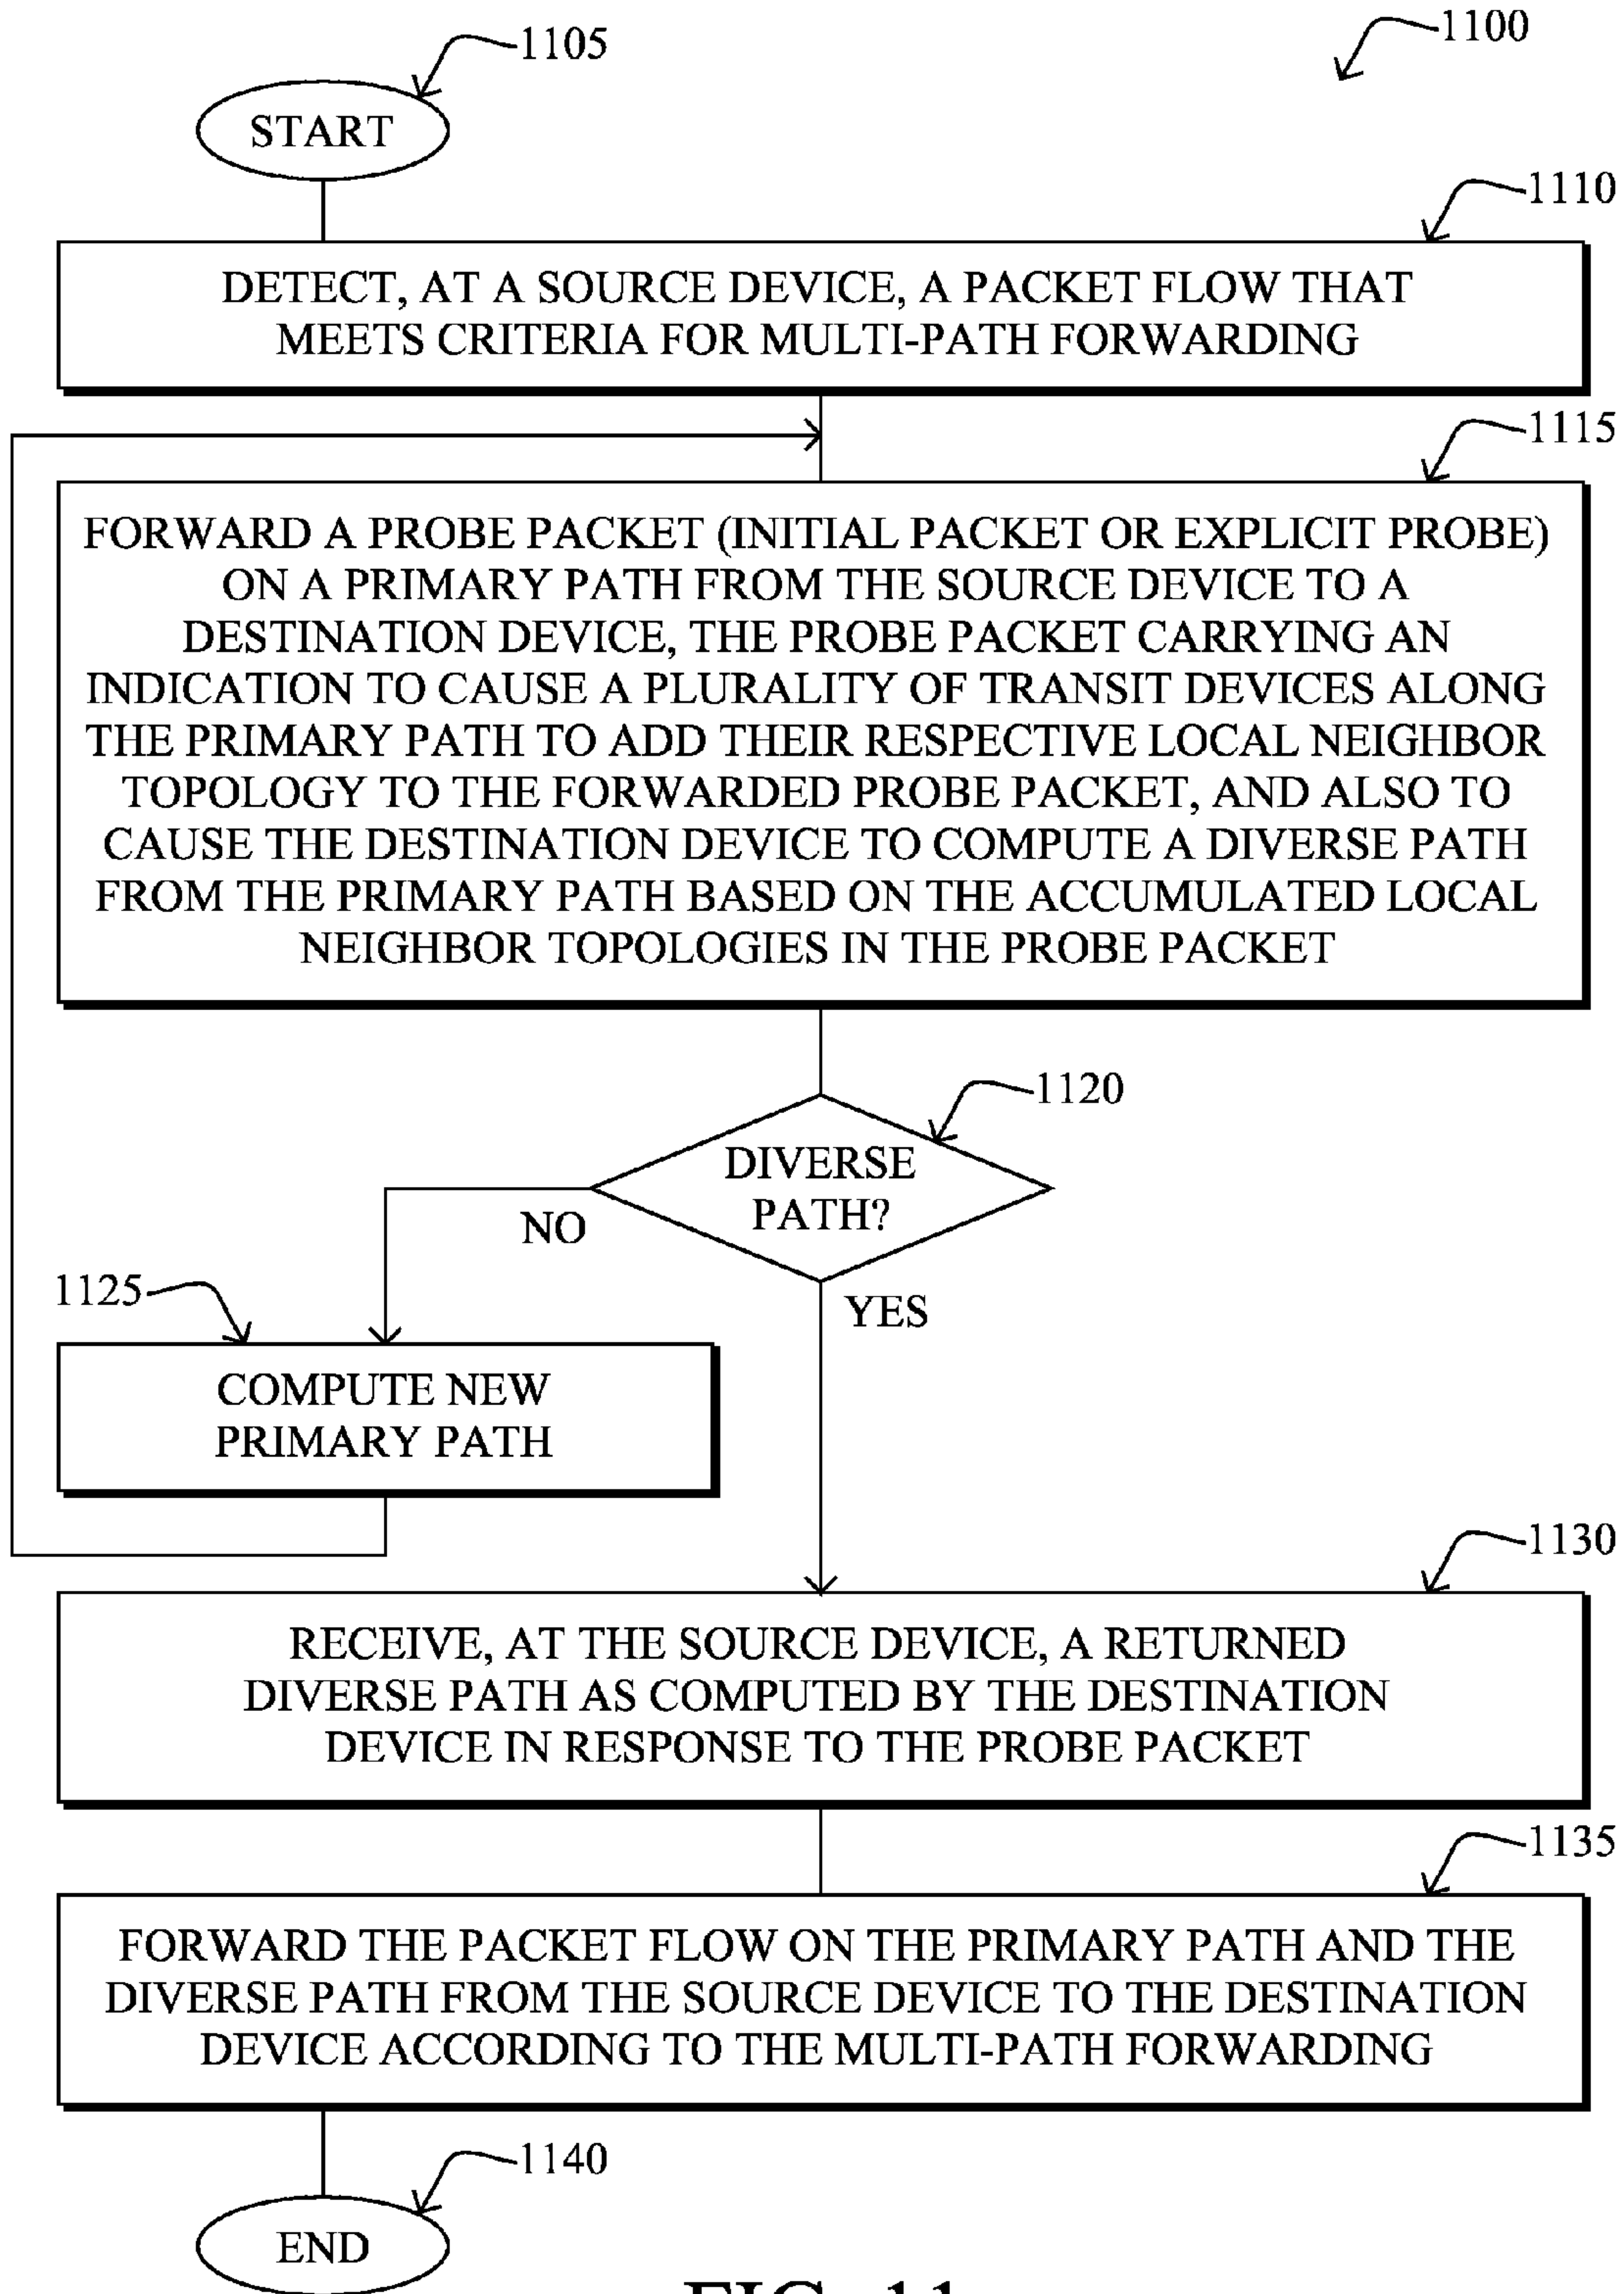 1100
1105
START
1110
DETECT, AT A SOURCE DEVICE, A PACKET FLOW THAT
MEETS CRITERIA FOR MULTI-PATH FORWARDING
1115
FORWARD A PROBE PACKET (INITIAL PACKET OR EXPLICIT PROBE)
ON A PRIMARY PATH FROM THE SOURCE DEVICE TO A
DESTINATION DEVICE, THE PROBE PACKET CARRYING AN
INDICATION TO CAUSE A PLURALITY OF TRANSIT DEVICES ALONG
THE PRIMARY PATH TO ADD THEIR RESPECTIVE LOCAL NEIGHBOR
TOPOLOGY TO THE FORWARDED PROBE PACKET, AND ALSO TO
CAUSE THE DESTINATION DEVICE TO COMPUTE A DIVERSE PATH
FROM THE PRIMARY PATH BASED ON THE ACCUMULATED LOCAL
NEIGHBOR TOPOLOGIES IN THE PROBE PACKET
1120
DIVERSE
PATH?
NO
YES
1125
COMPUTE NEW
PRIMARY PATH
1130
RECEIVE, AT THE SOURCE DEVICE, A RETURNED
DIVERSE PATH AS COMPUTED BY THE DESTINATION
DEVICE IN RESPONSE TO THE PROBE PACKET
1135
FORWARD THE PACKET FLOW ON THE PRIMARY PATH AND THE
DIVERSE PATH FROM THE SOURCE DEVICE TO THE DESTINATION
DEVICE ACCORDING TO THE MULTI-PATH FORWARDING
1140
END
FIG. 11